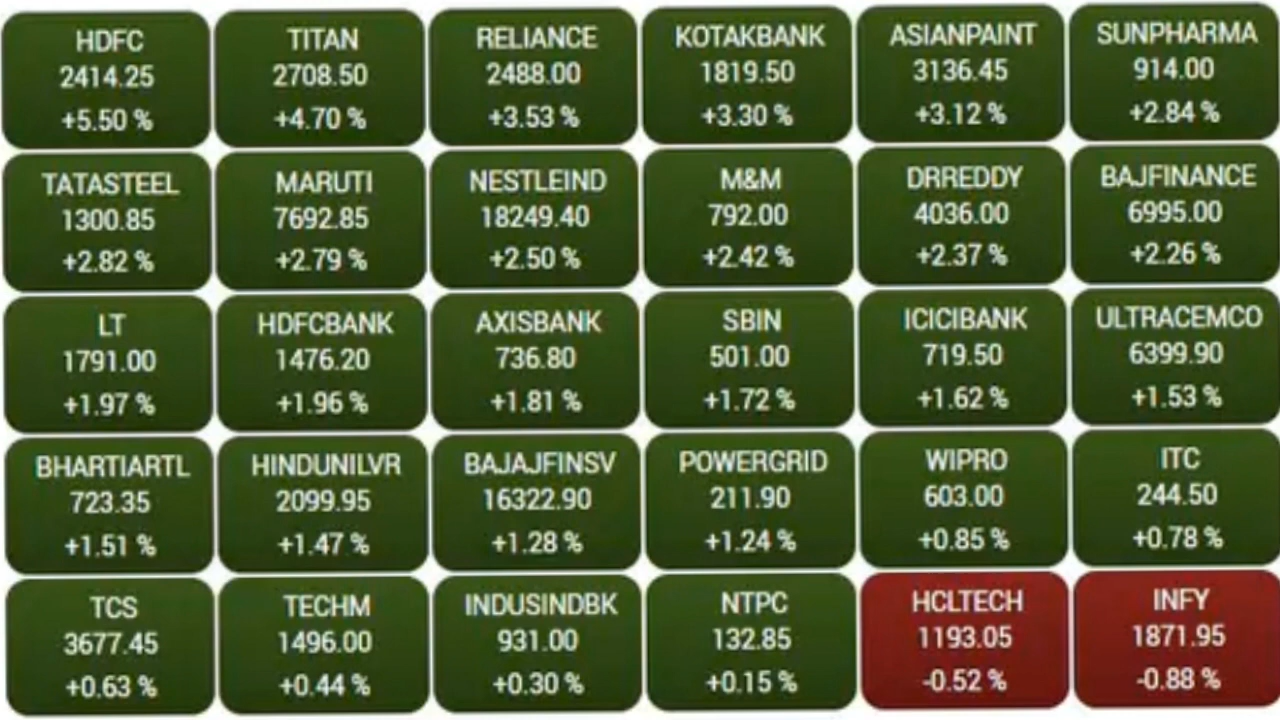 HDFC
2414.25
+5.50 %
TITAN
2708.50
+4.70 %
RELIANCE
2488.00
+3.53 %
KOTAKBANK
1819.50
+3.30 %
ASIANPAINT
3136.45
+3.12 %
SUNPHARMA
914.00
+2.84 %
TATASTEEL
1300.85
+2.82 %
MARUTI
7692.85
+2.79 %
NESTLEIND
18249.40
+2.50 %
M&M
792.00
+2.42 %
DRREDDY
4036.00
+2.37 %
BAJFINANCE
6995.00
+2.26 %
LT
1791.00
+1.97 %
HDFCBANK
1476.20
+1.96 %
AXISBANK
736.80
+1.81 %
SBIN
501.00
+1.72 %
ICICIBANK
719.50
+1.62 %
ULTRACEMCO
6399.90
+1.53 %
BHARTIARTL
723.35
+1.51 %
HINDUNILVR
2099.95
+1.47 %
BAJAJFINSV
16322.90
+1.28 %
POWERGRID
211.90
+1.24 %
WIPRO
603.00
+0.85 %
ITC
244.50
+0.78 %
TCS
3677.45
+0.63 %
TECHM
1496.00
+0.44 %
INDUSINDBK
931.00
+0.30 %
NTPC
132.85
+0.15 %
HCLTECH
1193.05
-0.52 %
INFY
1871.95
-0.88 %